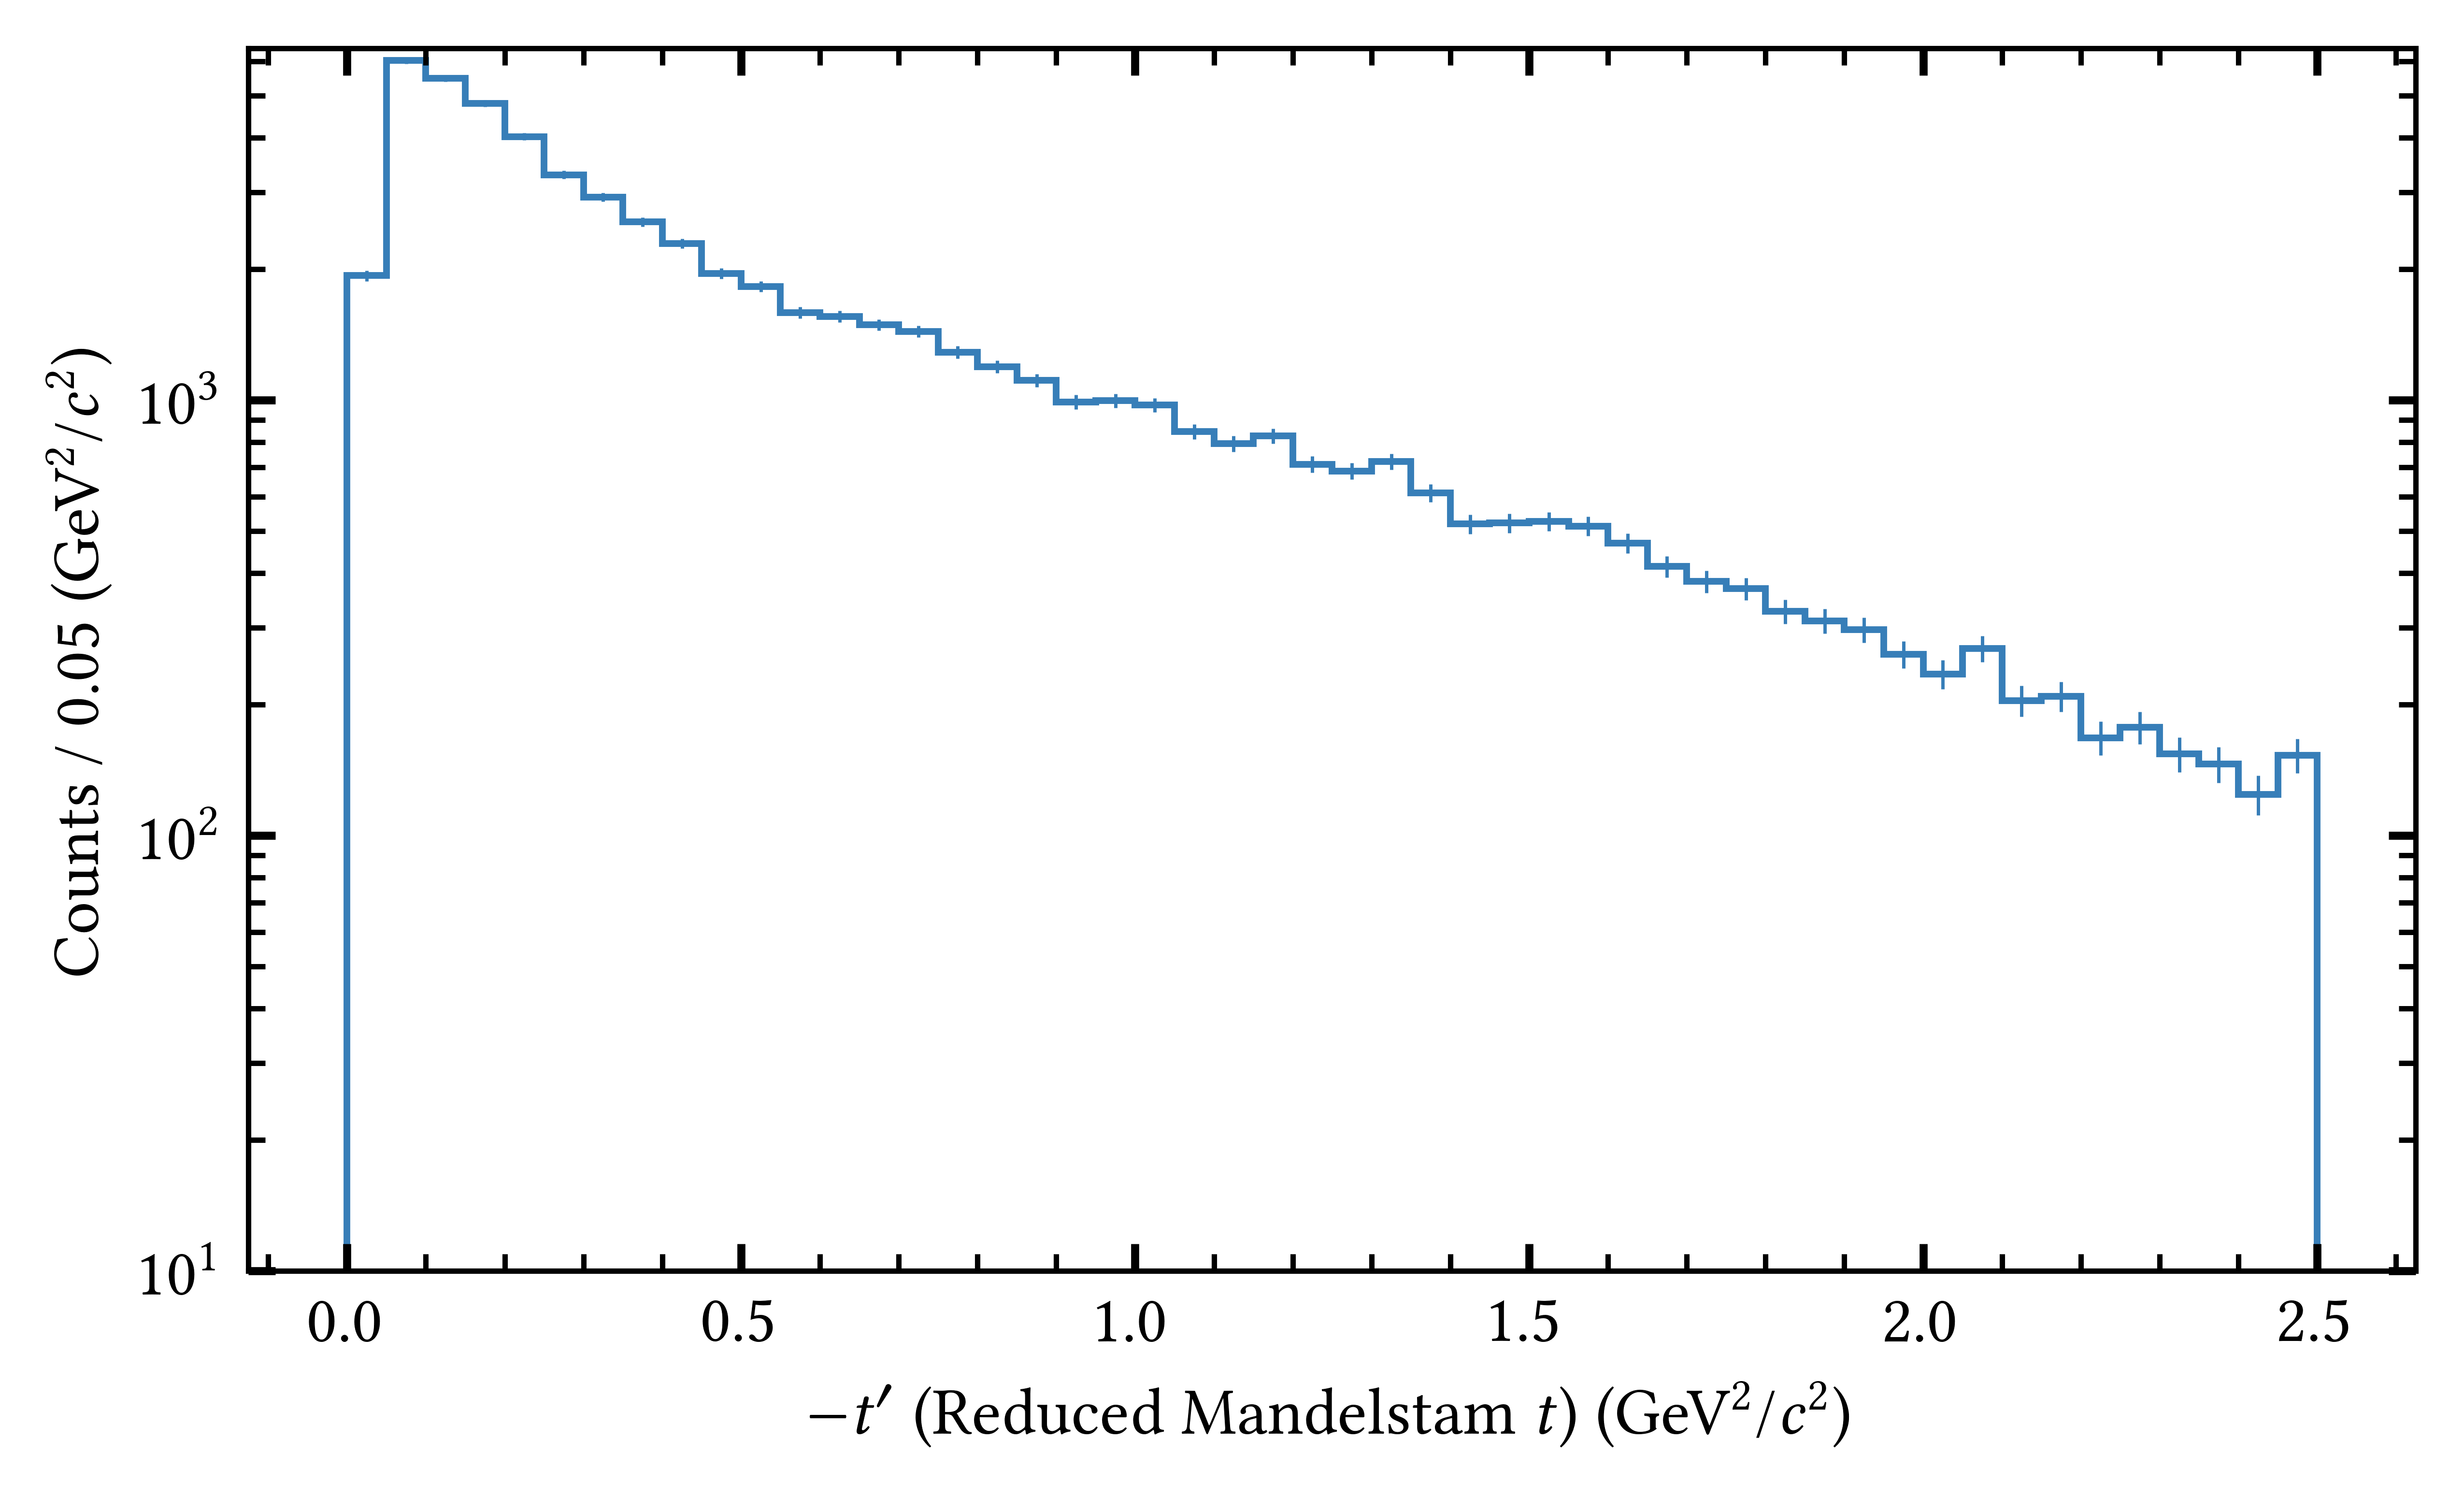 Counts / 0.05 (GeV²/c²)
10³
10²
10¹
0.0 0.5 1.0 1.5 2.0 2.5
−t′ (Reduced Mandelstam t) (GeV²/c²)